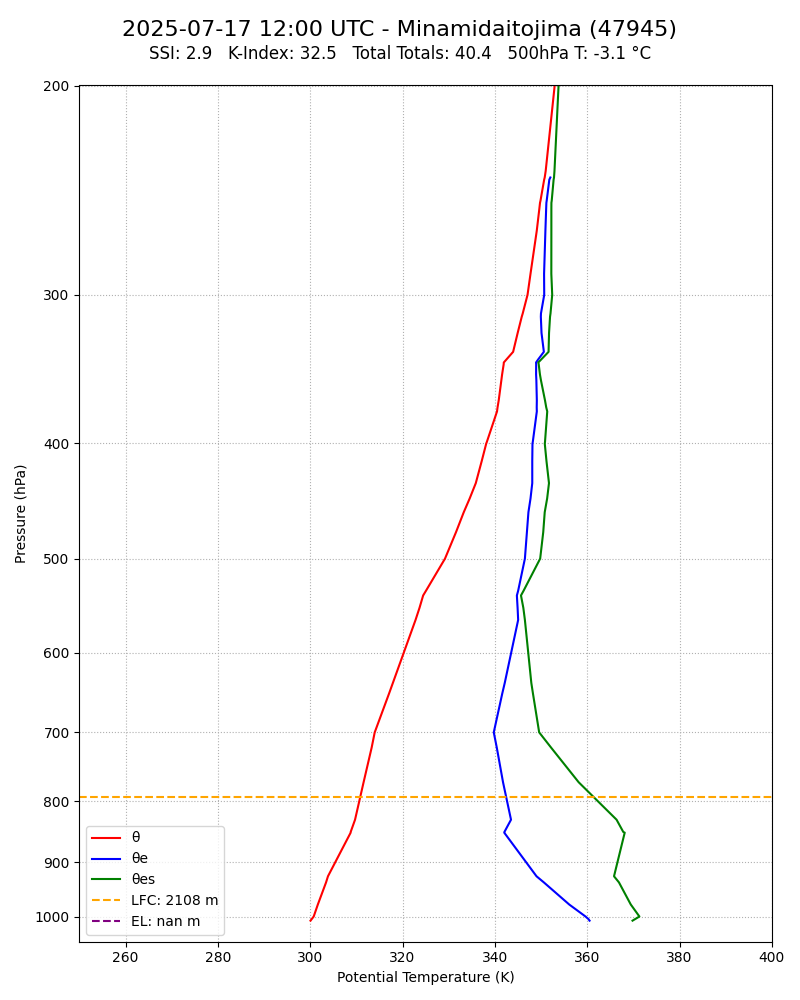 2025-07-17 12:00 UTC - Minamidaitojima (47945)
SSI: 2.9   K-Index: 32.5   Total Totals: 40.4   500hPa T: -3.1 °C
200
300
400
500
600
700
800
900
1000
Pressure (hPa)
θ
θe
θes
LFC: 2108 m
EL: nan m
260 280 300 320 340 360 380 400
Potential Temperature (K)